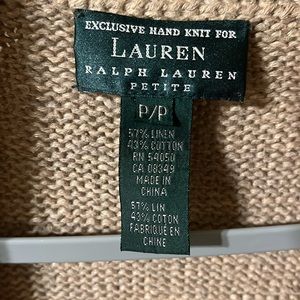 EXCLUSIVE HAND KNIT FOR
LAUREN
RALPH LAUREN
PETITE
P/P
57% LINEN
43% COTTON
RN 54050
CA 09349
MADE IN
CHINA
57% LIN
43% COTON
FABRIQUÉ EN
CHINE